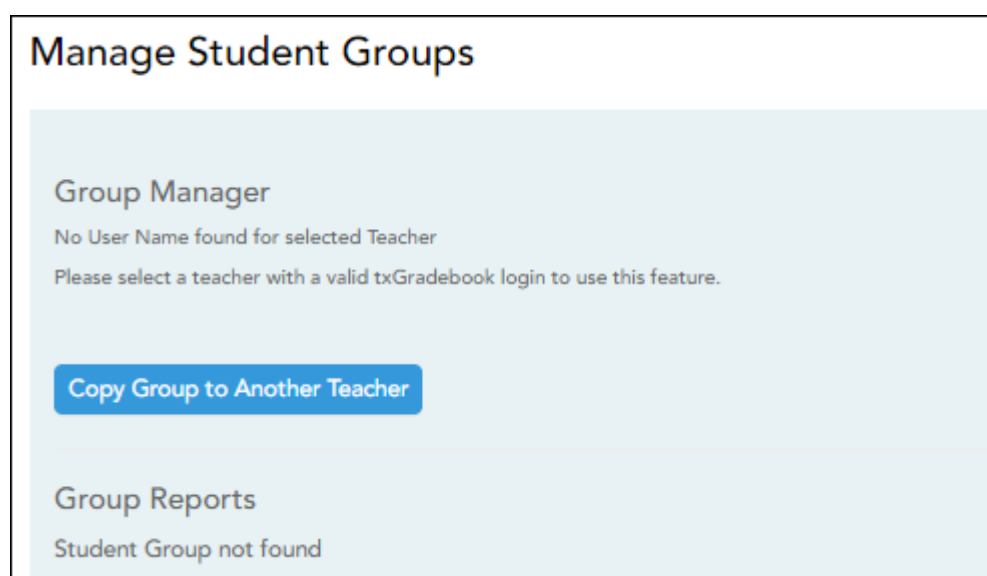 Manage Student Groups
Group Manager
No User Name found for selected Teacher
Please select a teacher with a valid txGradebook login to use this feature.
Copy Group to Another Teacher
Group Reports
Student Group not found